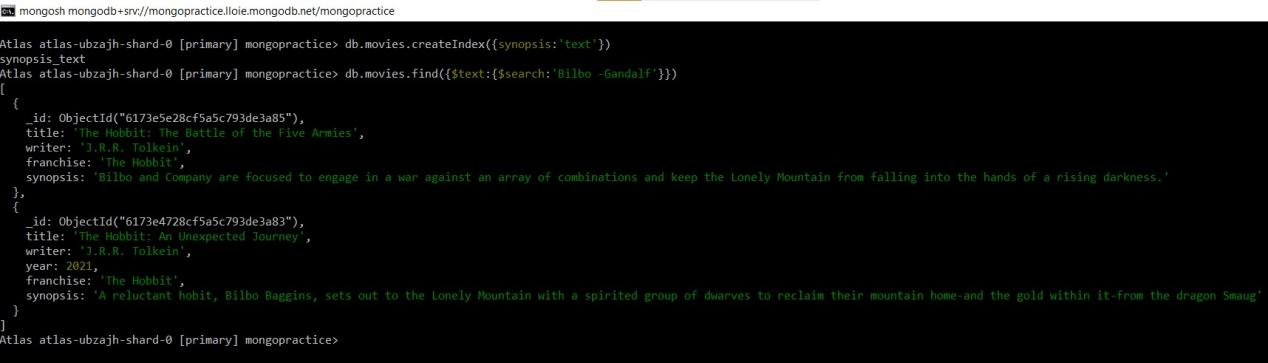 mongosh mongodb+srv://mongopractice.lloie.mongodb.net/mongopractice
Atlas atlas-ubzajh-shard-0 [primary] mongopractice> db.movies.createIndex({synopsis:'text'})
synopsis_text
Atlas atlas-ubzajh-shard-0 [primary] mongopractice> db.movies.find({$text:{$search:'Bilbo -Gandalf'}})
[
  {
    _id: ObjectId("6173e5e28cf5a5c793de3a85"),
    title: 'The Hobbit: The Battle of the Five Armies',
    writer: 'J.R.R. Tolkein',
    franchise: 'The Hobbit',
    synopsis: 'Bilbo and Company are focused to engage in a war against an array of combinations and keep the Lonely Mountain from falling into the hands of a rising darkness.'
  },
  {
    _id: ObjectId("6173e4728cf5a5c793de3a83"),
    title: 'The Hobbit: An Unexpected Journey',
    writer: 'J.R.R. Tolkein',
    year: 2021,
    franchise: 'The Hobbit',
    synopsis: 'A reluctant hobit, Bilbo Baggins, sets out to the Lonely Mountain with a spirited group of dwarves to reclaim their mountain home-and the gold within it-from the dragon Smaug'
  }
]
Atlas atlas-ubzajh-shard-0 [primary] mongopractice>